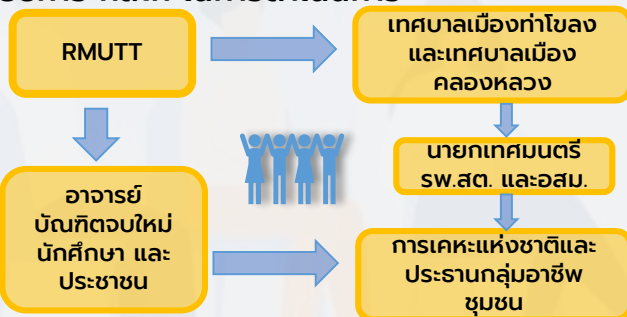 RMUTT
เทศบาลเมืองท่าโขลง
และเทศบาลเมือง
คลองหลวง
นายกเทศมนตรี
รพ.สต. และอสม.
อาจารย์
บัณฑิตจบใหม่
นักศึกษา และ
ประชาชน
การเคหะแห่งชาติและ
ประธานกลุ่มอาชีพ
ชุมชน